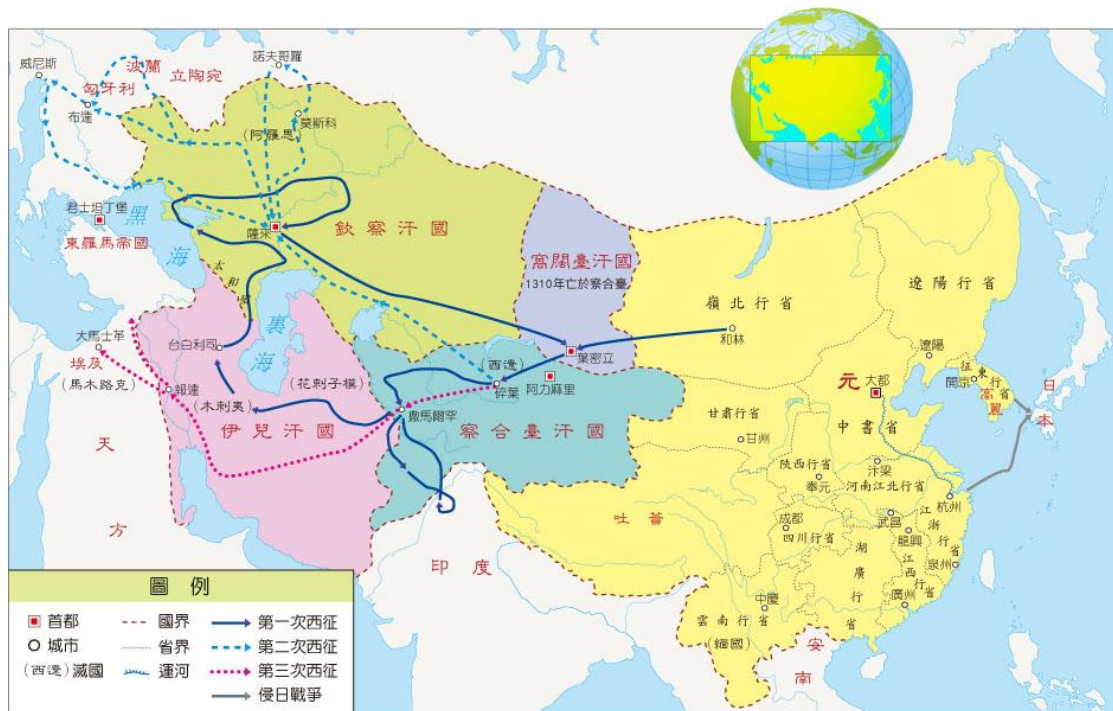 諾夫哥羅
威尼斯
波蘭
立陶宛
匈牙利
布達
莫斯科
(阿羅思)
君士坦丁堡
黑海
東羅馬帝國
薩來
欽察汗國
太和嶺
裏海
窩闊臺汗國
1310年亡於察合臺
嶺北行省
和林
遼陽行省
遼陽
大馬士革
埃及
(馬木路克)
台白利司
報達
(木剌夷)
(花剌子模)
伊兒汗國
(西遼)
碎葉
葉密立
阿力麻里
撒馬爾罕
察合臺汗國
元
大都
開京
征東行省
高麗
日本
中書省
甘肅行省
甘州
陝西行省
奉元
汴梁
河南江北行省
杭州
吐蕃
成都
四川行省
武昌
龍興
江浙行省
江西行省
湖廣行省
泉州
廣州
中慶
雲南行省
(緬國)
安南
印度
天方
圖例
首都
國界
第一次西征
城市
省界
第二次西征
(西遼)滅國
運河
第三次西征
侵日戰爭